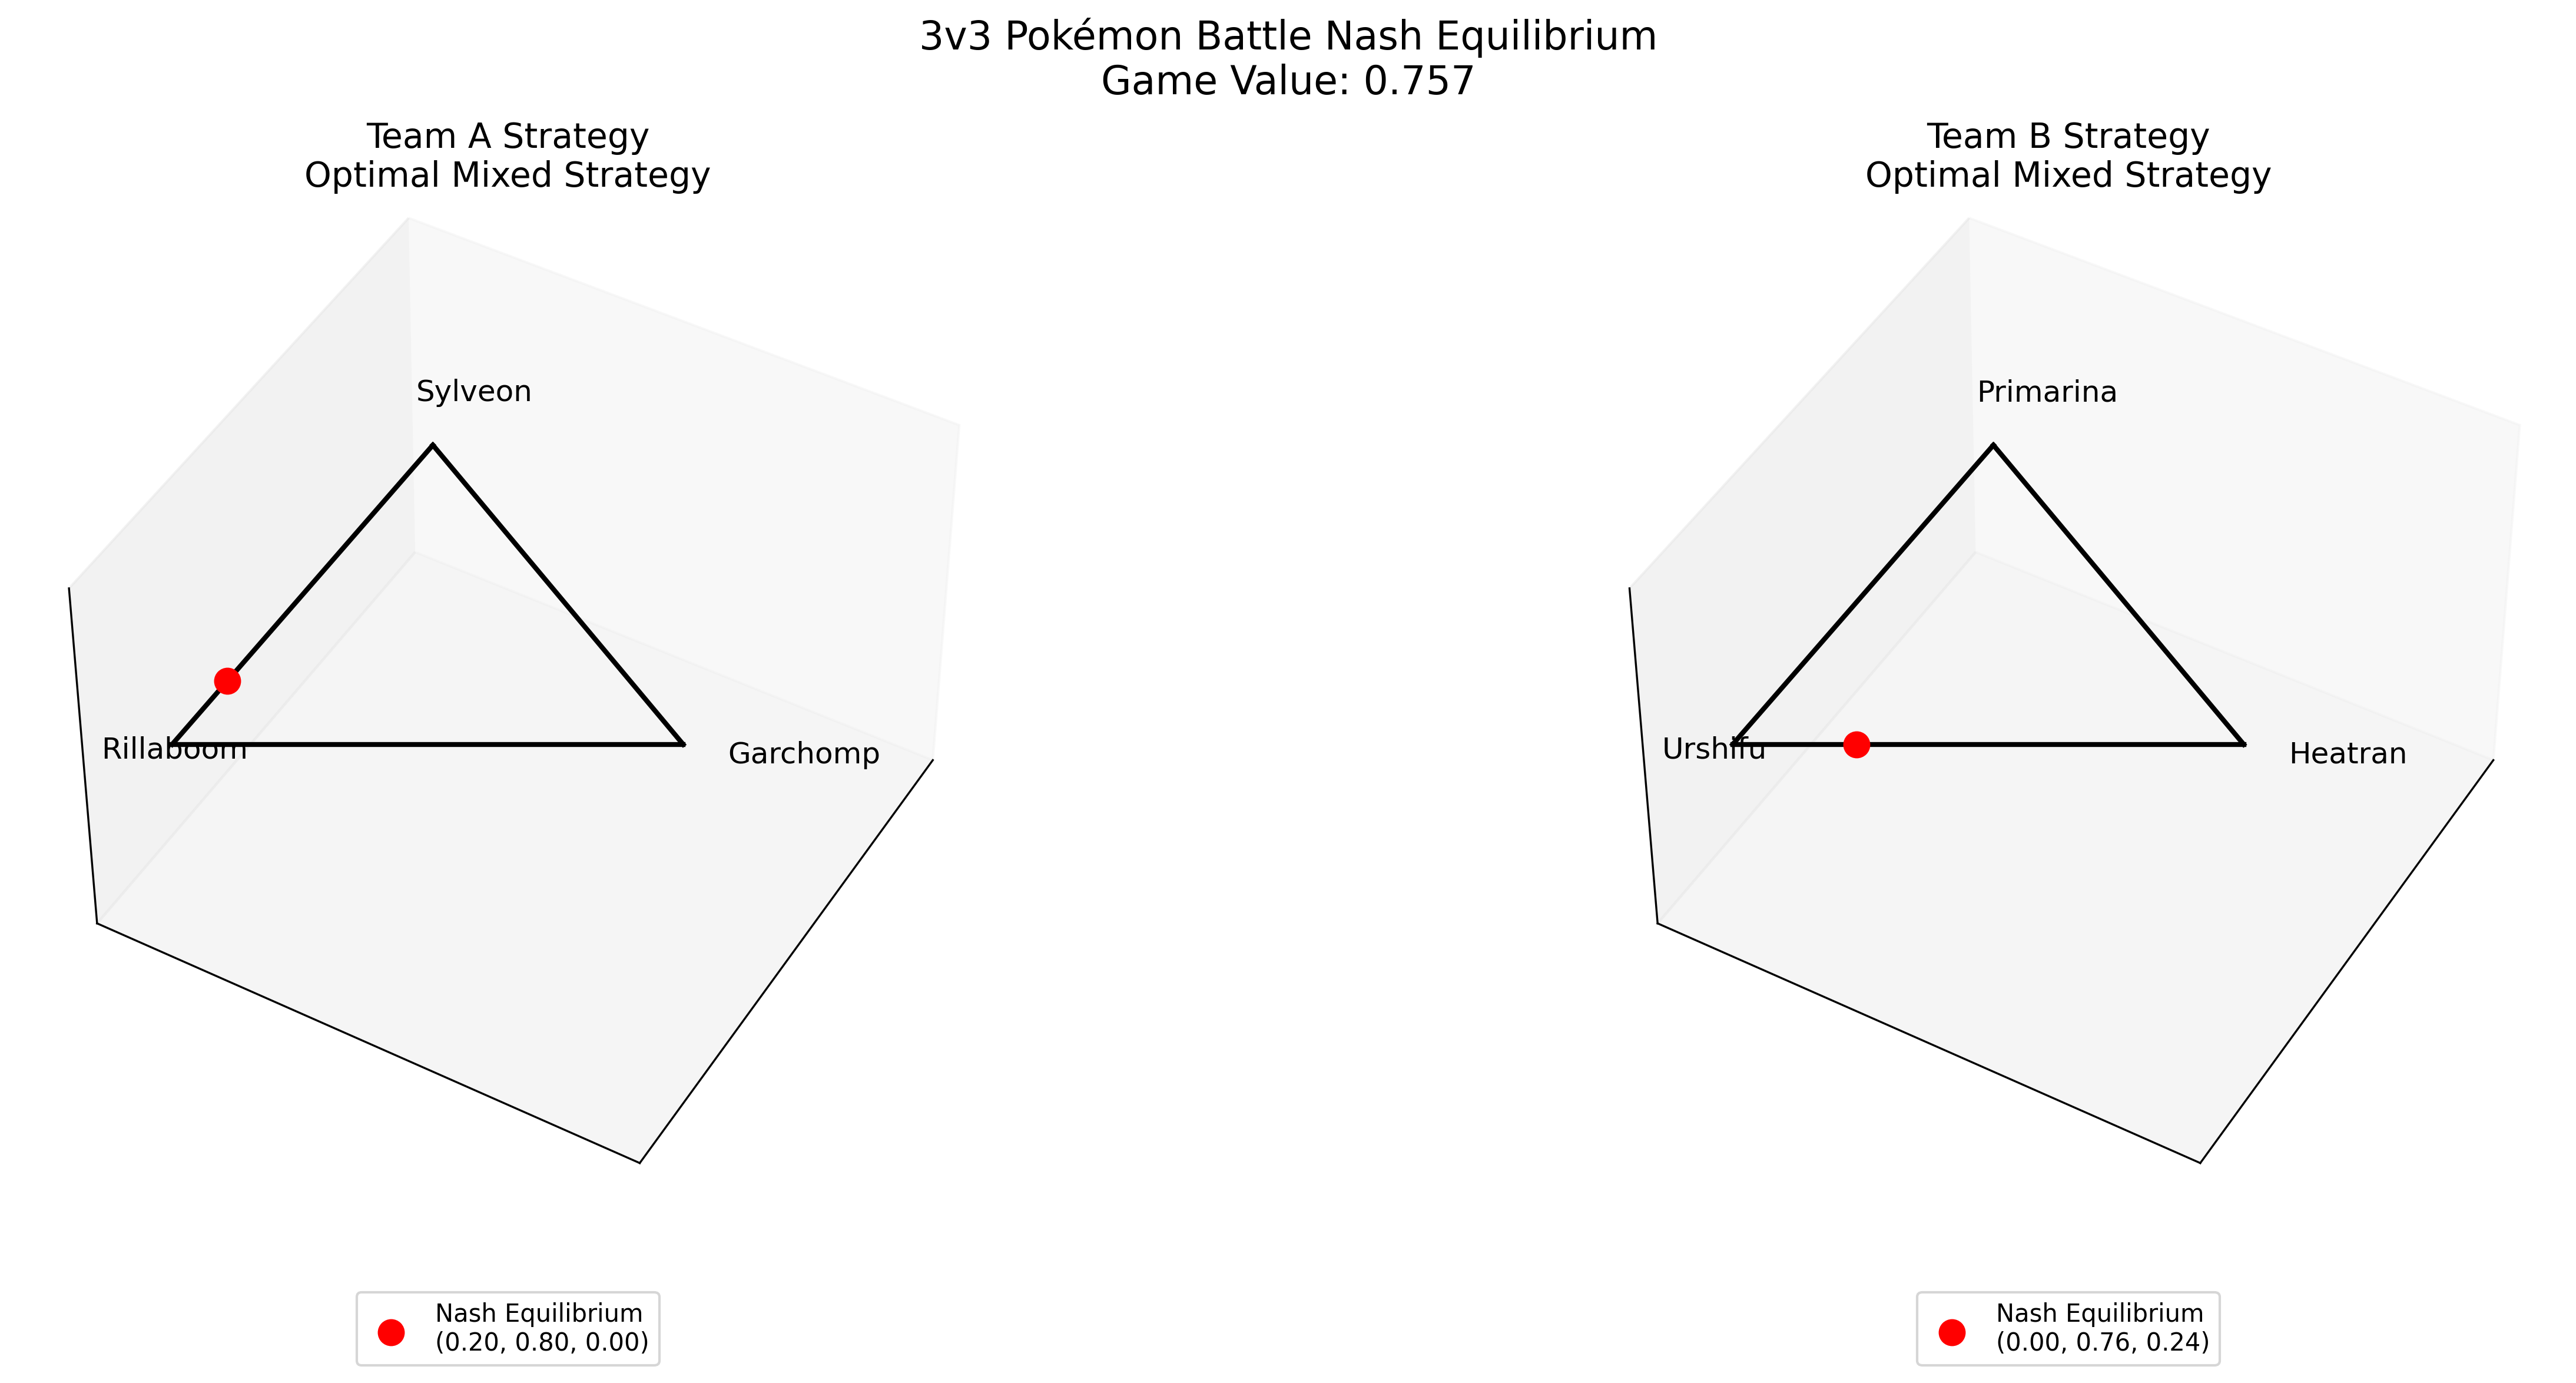 3v3 Pokémon Battle Nash Equilibrium
Game Value: 0.757
Team A Strategy
Optimal Mixed Strategy
Sylveon
Rillaboom
Garchomp
Nash Equilibrium
(0.20, 0.80, 0.00)
Team B Strategy
Optimal Mixed Strategy
Primarina
Urshifu
Heatran
Nash Equilibrium
(0.00, 0.76, 0.24)